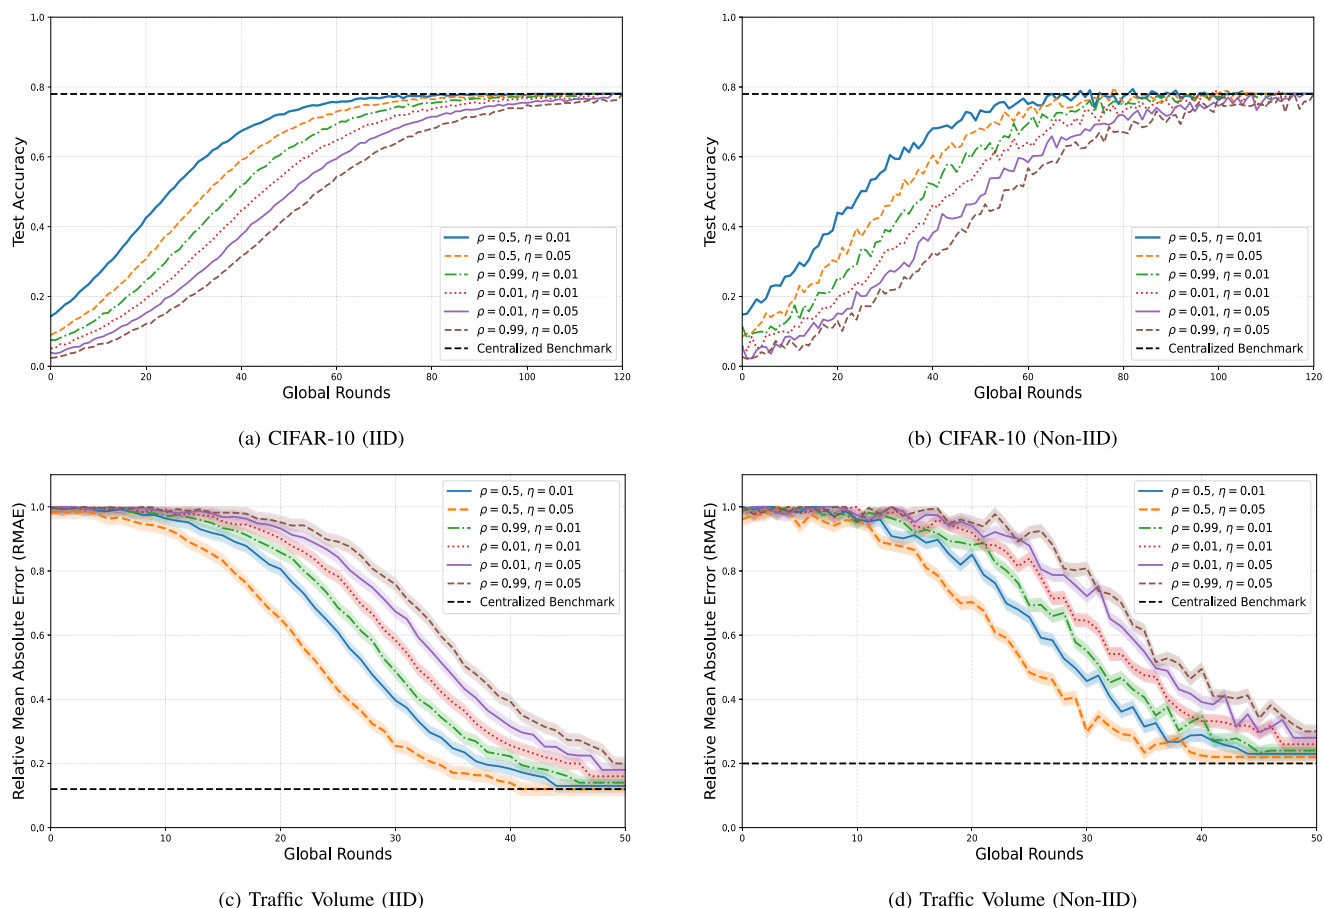 1.0
0.8
0.6
0.4
0.2
0.0
Test Accuracy
0 20 40 60 80 100 120
Global Rounds
ρ = 0.5, η = 0.01
ρ = 0.5, η = 0.05
ρ = 0.99, η = 0.01
ρ = 0.01, η = 0.01
ρ = 0.01, η = 0.05
ρ = 0.99, η = 0.05
Centralized Benchmark
(a) CIFAR-10 (IID)
1.0
0.8
0.6
0.4
0.2
0.0
Test Accuracy
0 20 40 60 80 100 120
Global Rounds
ρ = 0.5, η = 0.01
ρ = 0.5, η = 0.05
ρ = 0.99, η = 0.01
ρ = 0.01, η = 0.01
ρ = 0.01, η = 0.05
ρ = 0.99, η = 0.05
Centralized Benchmark
(b) CIFAR-10 (Non-IID)
1.0
0.8
0.6
0.4
0.2
0.0
Relative Mean Absolute Error (RMAE)
0 10 20 30 40 50
Global Rounds
ρ = 0.5, η = 0.01
ρ = 0.5, η = 0.05
ρ = 0.99, η = 0.01
ρ = 0.01, η = 0.01
ρ = 0.01, η = 0.05
ρ = 0.99, η = 0.05
Centralized Benchmark
(c) Traffic Volume (IID)
1.0
0.8
0.6
0.4
0.2
0.0
Relative Mean Absolute Error (RMAE)
0 10 20 30 40 50
Global Rounds
ρ = 0.5, η = 0.01
ρ = 0.5, η = 0.05
ρ = 0.99, η = 0.01
ρ = 0.01, η = 0.01
ρ = 0.01, η = 0.05
ρ = 0.99, η = 0.05
Centralized Benchmark
(d) Traffic Volume (Non-IID)